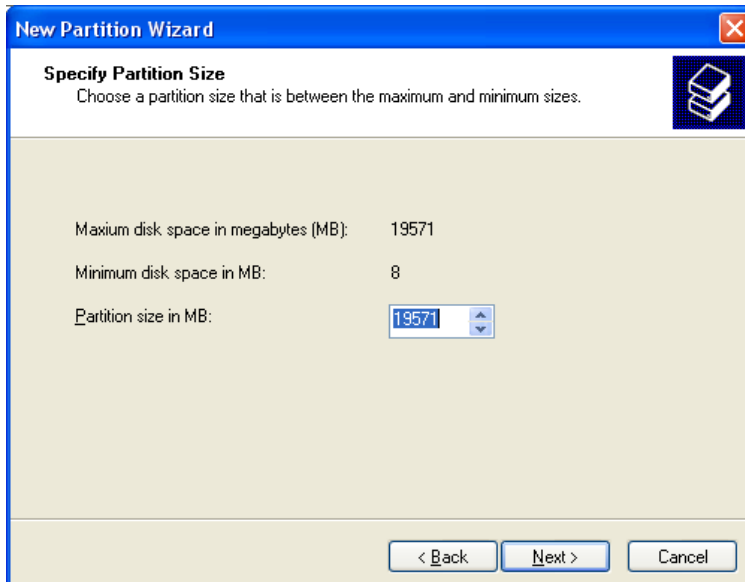 New Partition Wizard
Specify Partition Size
Choose a partition size that is between the maximum and minimum sizes.
Maxium disk space in megabytes (MB): 19571
Minimum disk space in MB: 8
Partition size in MB: 19571
< Back Next > Cancel